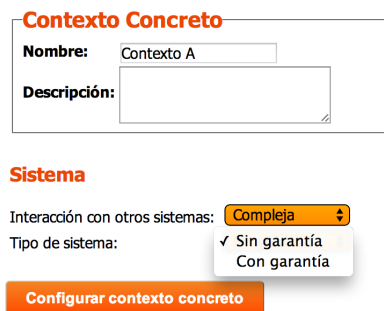 Contexto Concreto
Nombre: Contexto A
Descripción:
Sistema
Interacción con otros sistemas: Compleja
Tipo de sistema: ✓ Sin garantía
Con garantía
Configurar contexto concreto